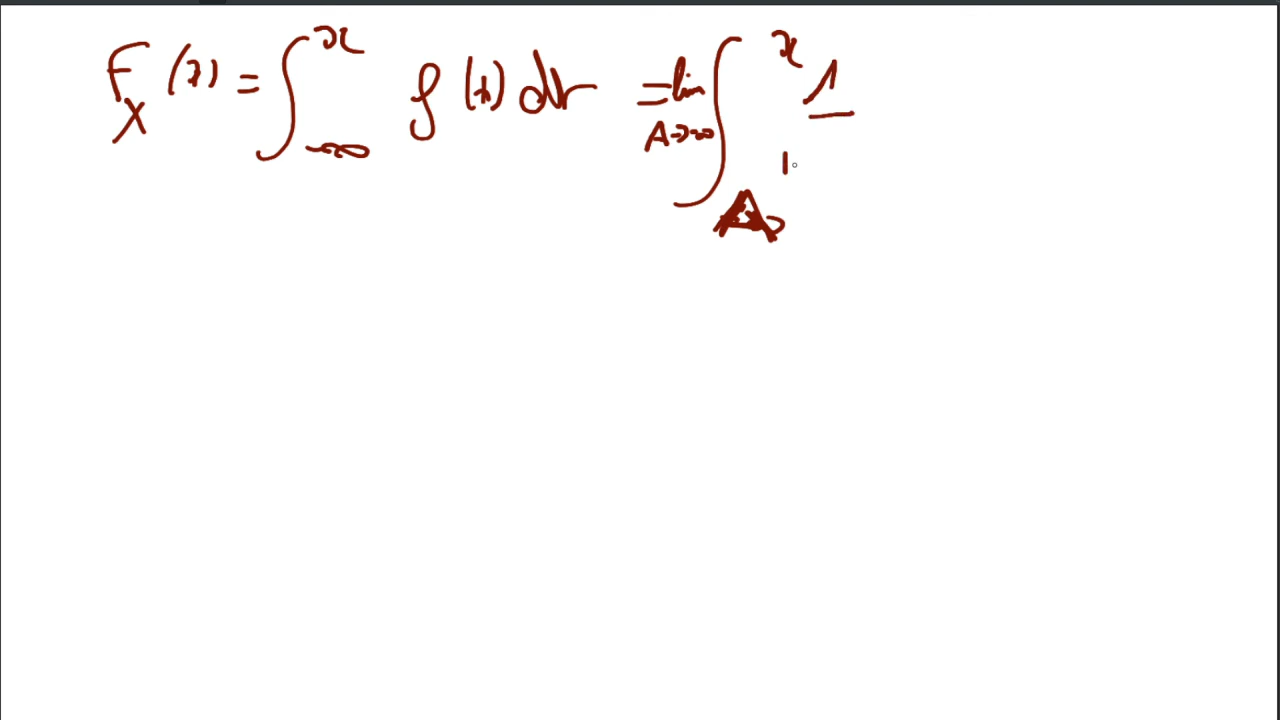 F_X(x) = ∫_{-∞}^{x} f(t) dt = lim_{A→-∞} ∫_{A}^{x} 1